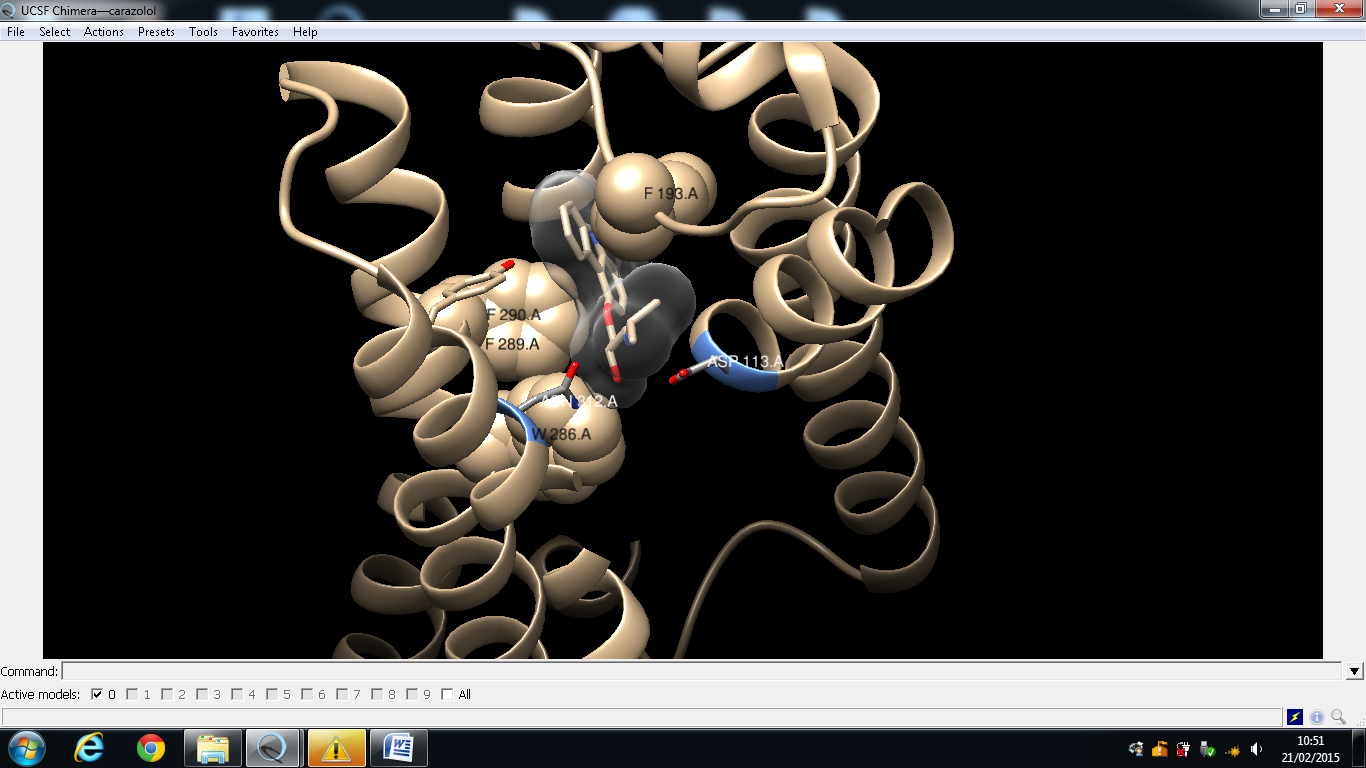 UCSF Chimera—carazolol
File Select Actions Presets Tools Favorites Help
F 193.A
F 290.A
F 289.A
ASP 113.A
312.A
W 286.A
Command:
Active models: 0 1 2 3 4 5 6 7 8 9 All
10:51
21/02/2015